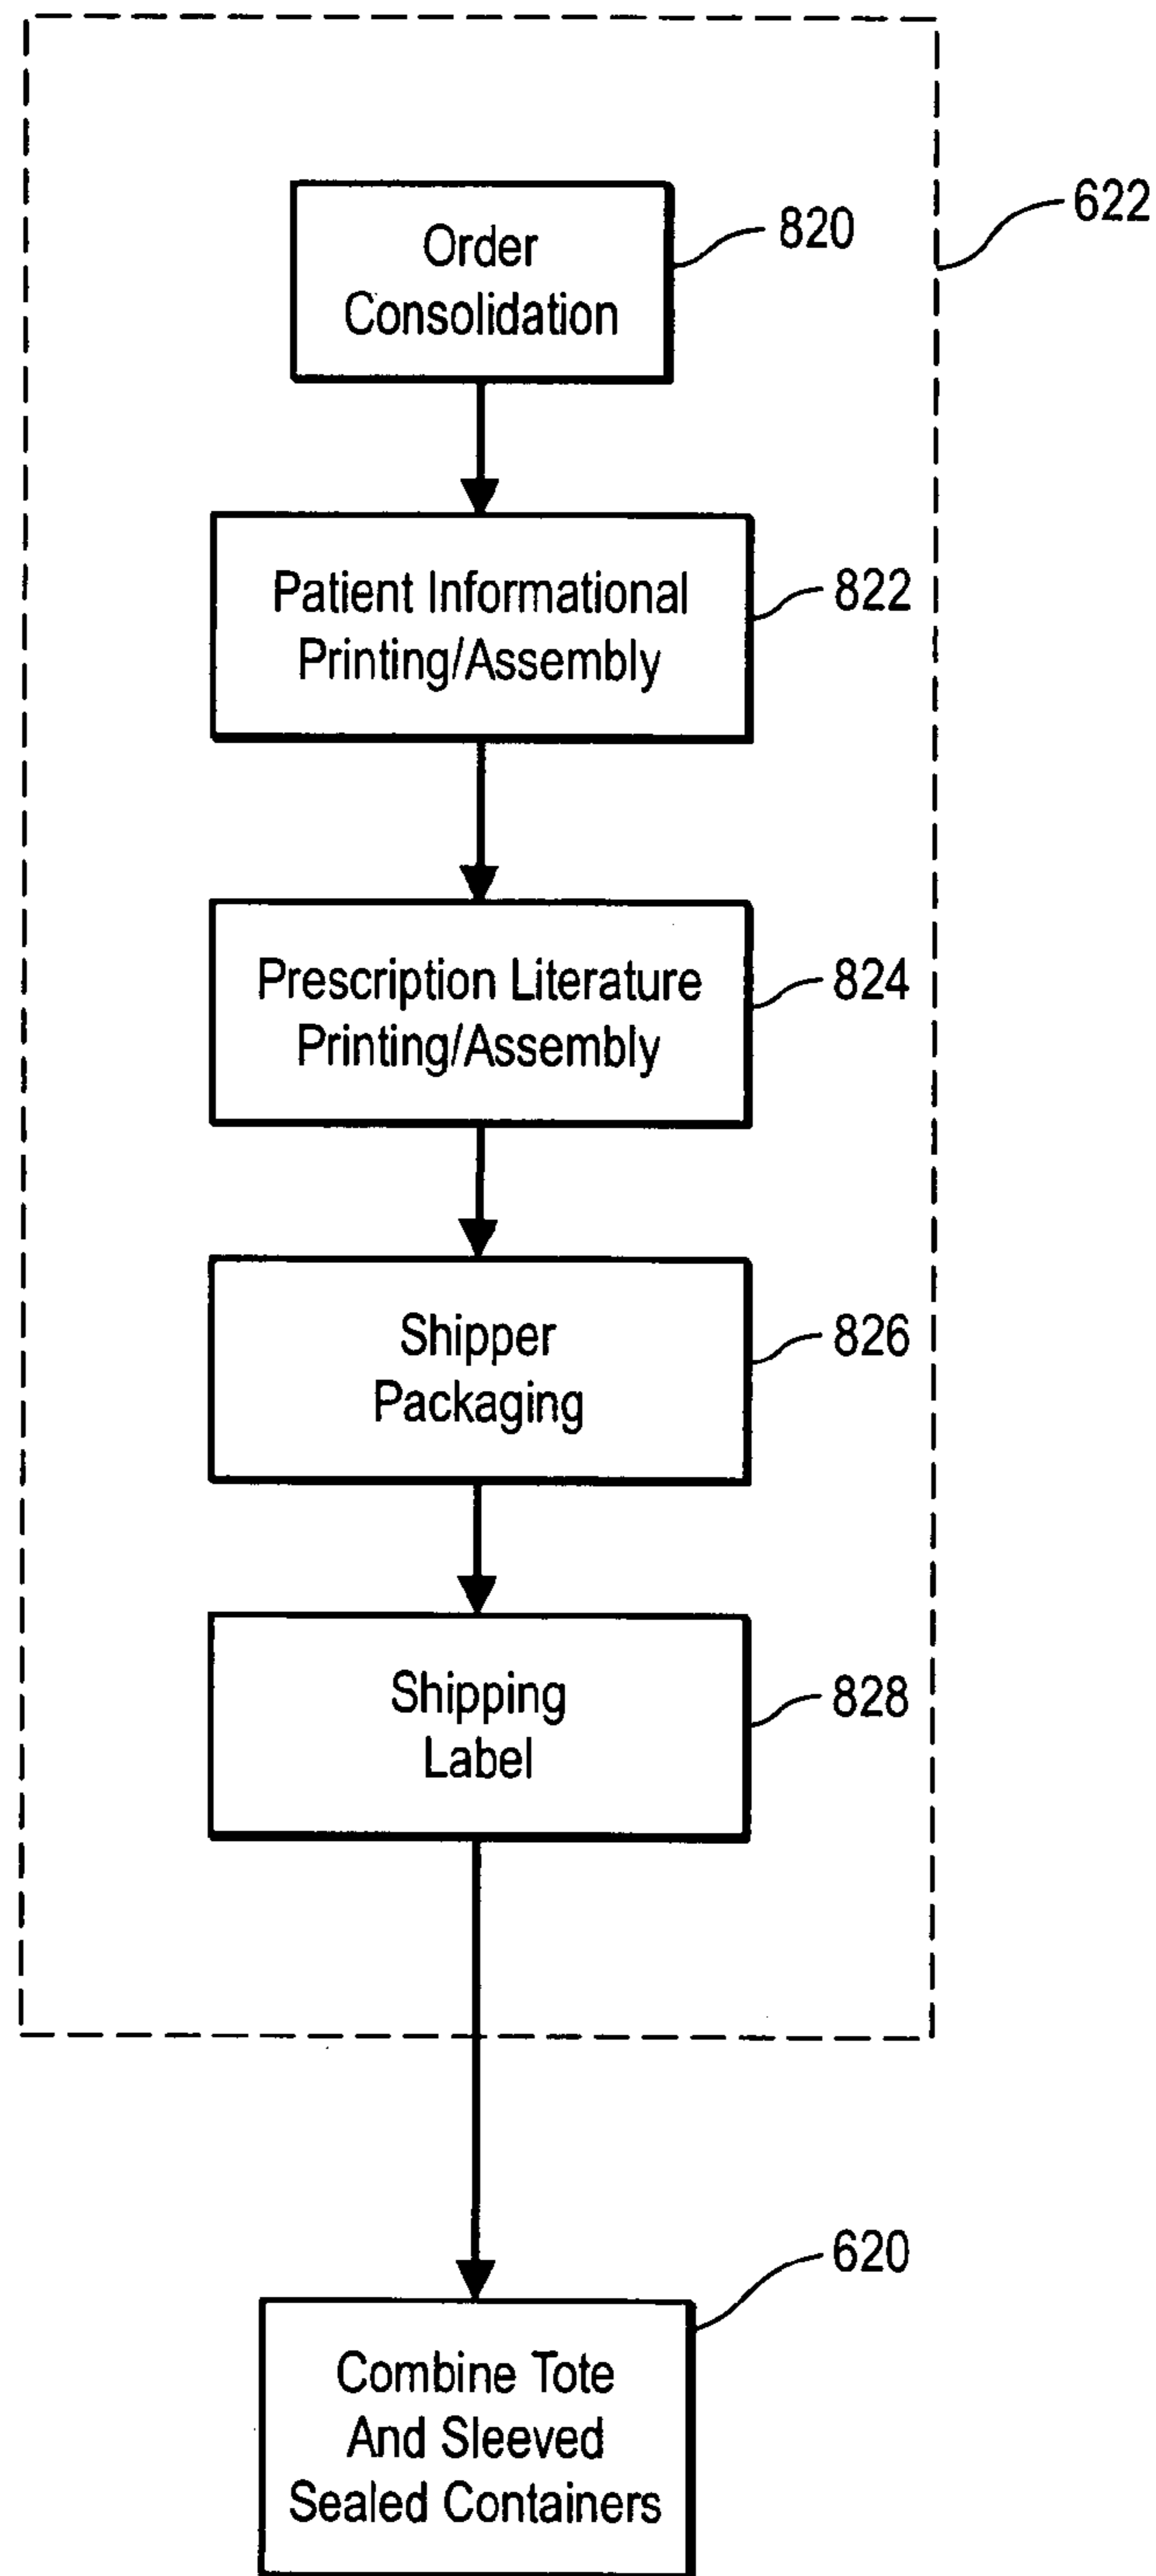 622
Order
Consolidation
820
Patient Informational
Printing/Assembly
822
Prescription Literature
Printing/Assembly
824
Shipper
Packaging
826
Shipping
Label
828
620
Combine Tote
And Sleeved
Sealed Containers